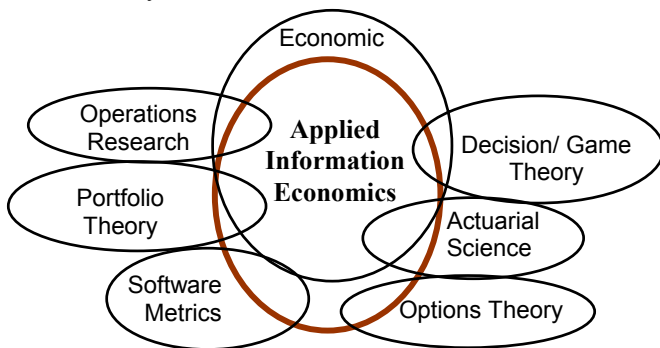 Economic
Operations
Research
Applied
Information
Economics
Decision/ Game
Theory
Portfolio
Theory
Actuarial
Science
Software
Metrics
Options Theory